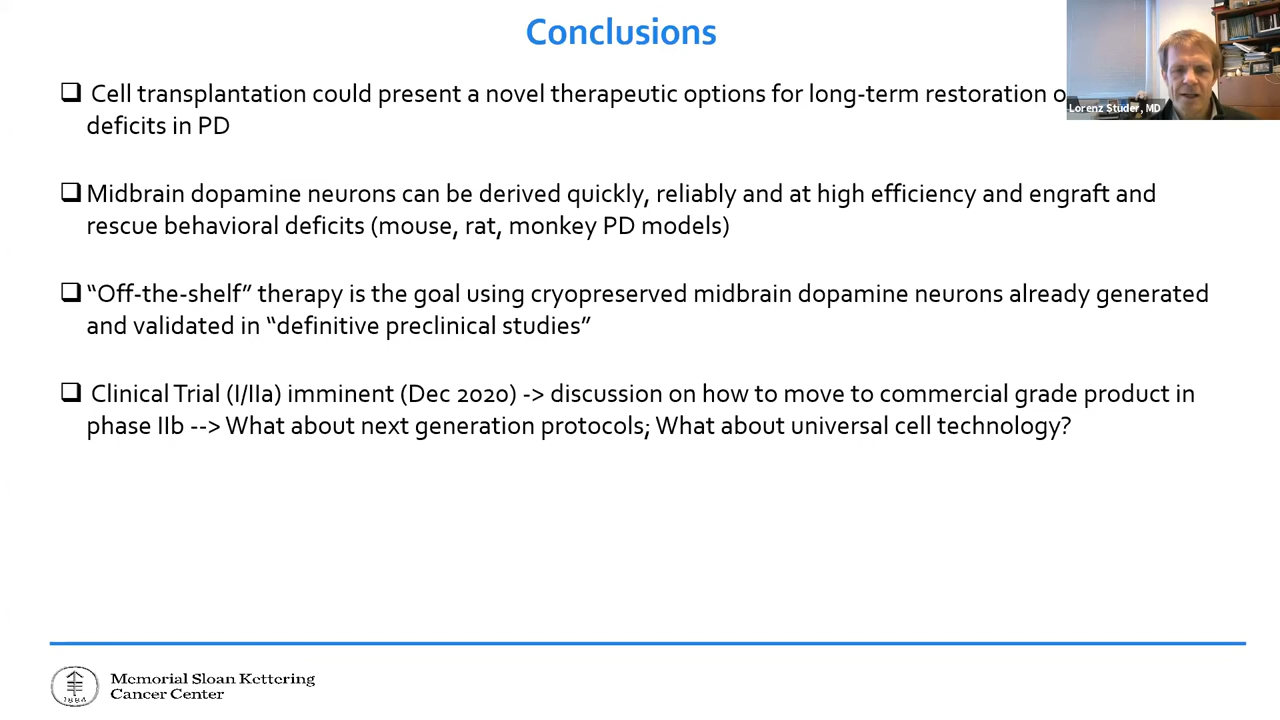 Conclusions
Cell transplantation could present a novel therapeutic options for long-term restoration
deficits in PD
Lorenz Studer, MD
Midbrain dopamine neurons can be derived quickly, reliably and at high efficiency and engraft and
rescue behavioral deficits (mouse, rat, monkey PD models)
“Off-the-shelf” therapy is the goal using cryopreserved midbrain dopamine neurons already generated
and validated in “definitive preclinical studies”
Clinical Trial (I/IIa) imminent (Dec 2020) -> discussion on how to move to commercial grade product in
phase IIb --> What about next generation protocols; What about universal cell technology?
Memorial Sloan Kettering
Cancer Center
1884